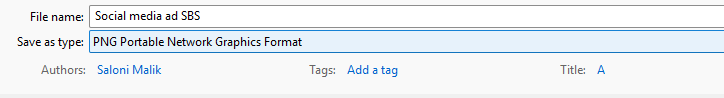 File name: Social media ad SBS
Save as type: PNG Portable Network Graphics Format
Authors: Saloni Malik Tags: Add a tag Title: A